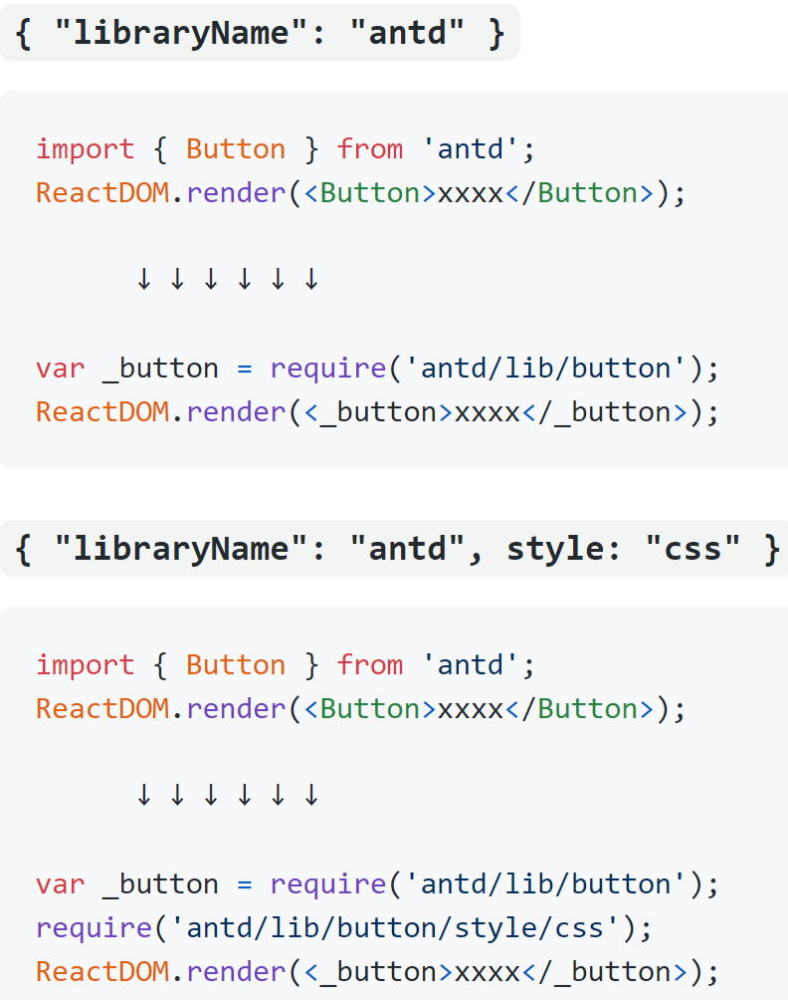 { "libraryName": "antd" }
import { Button } from 'antd';
ReactDOM.render(<Button>xxxx</Button>);
↓ ↓ ↓ ↓ ↓ ↓
var _button = require('antd/lib/button');
ReactDOM.render(<_button>xxxx</_button>);
{ "libraryName": "antd", style: "css" }
import { Button } from 'antd';
ReactDOM.render(<Button>xxxx</Button>);
↓ ↓ ↓ ↓ ↓ ↓
var _button = require('antd/lib/button');
require('antd/lib/button/style/css');
ReactDOM.render(<_button>xxxx</_button>);